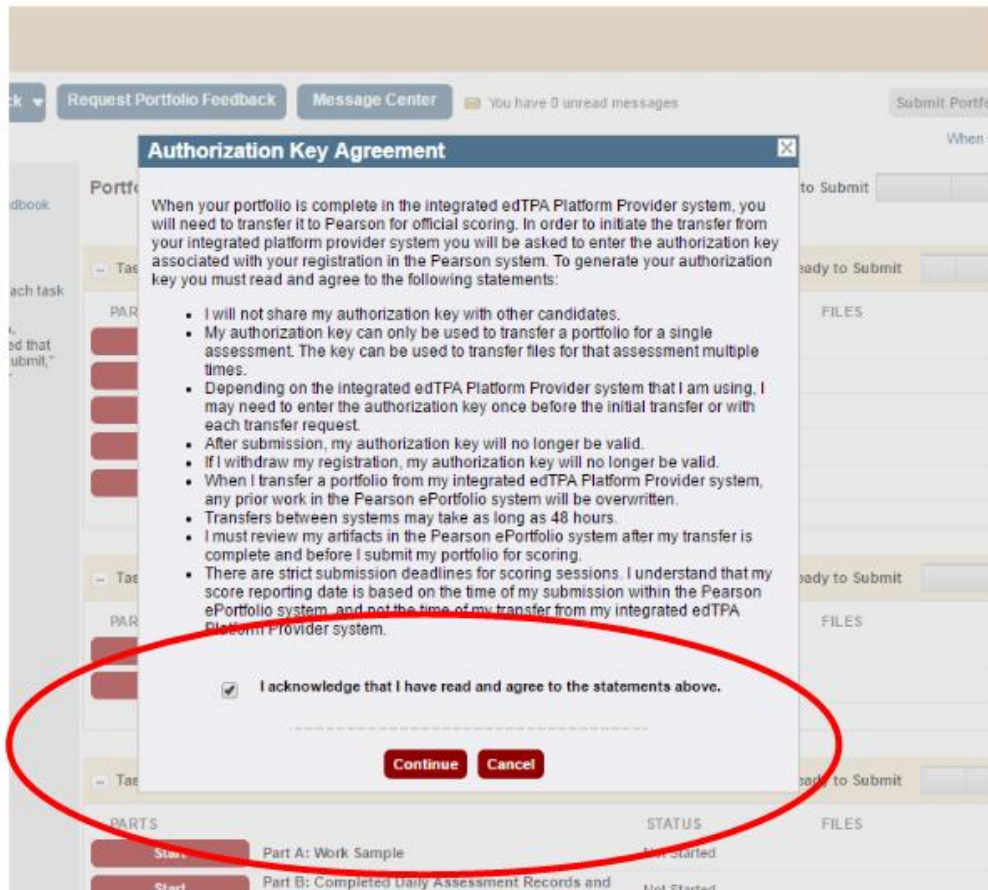 ck Request Portfolio Feedback Message Center You have 0 unread messages Submit Portfo
When
Authorization Key Agreement
Portfo to Submit
dbook
When your portfolio is complete in the integrated edTPA Platform Provider system, you
will need to transfer it to Pearson for official scoring. In order to initiate the transfer from
your integrated platform provider system you will be asked to enter the authorization key
associated with your registration in the Pearson system. To generate your authorization
key you must read and agree to the following statements:
Tas eady to Submit
ach task
PAR FILES
ed that
ubmit,"
• I will not share my authorization key with other candidates.
• My authorization key can only be used to transfer a portfolio for a single
assessment. The key can be used to transfer files for that assessment multiple
times.
• Depending on the integrated edTPA Platform Provider system that I am using, I
may need to enter the authorization key once before the initial transfer or with
each transfer request.
• After submission, my authorization key will no longer be valid.
• If I withdraw my registration, my authorization key will no longer be valid.
• When I transfer a portfolio from my integrated edTPA Platform Provider system,
any prior work in the Pearson ePortfolio system will be overwritten.
• Transfers between systems may take as long as 48 hours.
• I must review my artifacts in the Pearson ePortfolio system after my transfer is
complete and before I submit my portfolio for scoring.
• There are strict submission deadlines for scoring sessions. I understand that my
score reporting date is based on the time of my submission within the Pearson
ePortfolio system, and not the time of my transfer from my integrated edTPA
Platform Provider system.
Tas eady to Submit
PAR FILES
I acknowledge that I have read and agree to the statements above.
Continue Cancel
Tas eady to Submit
PARTS STATUS FILES
Start Part A: Work Sample Not Started
Start Part B: Completed Daily Assessment Records and Not Started